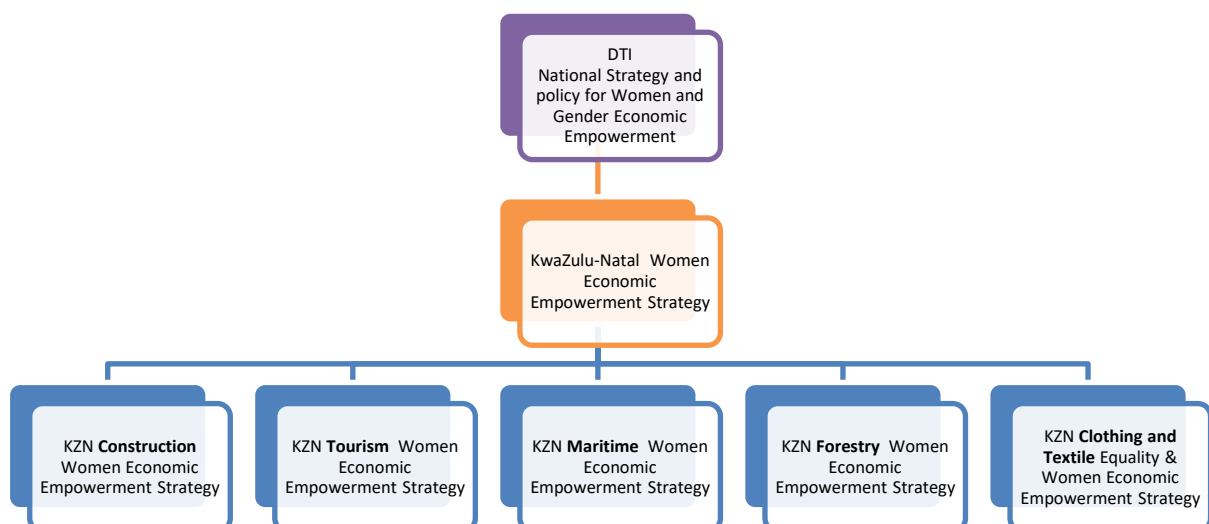 DTI
National Strategy and
policy for Women and
Gender Economic
Empowerment
KwaZulu-Natal Women
Economic
Empowerment Strategy
KZN Construction
Women Economic
Empowerment Strategy
KZN Tourism Women
Economic
Empowerment Strategy
KZN Maritime Women
Economic
Empowerment Strategy
KZN Forestry Women
Economic
Empowerment Strategy
KZN Clothing and
Textile Equality &
Women Economic
Empowerment Strategy